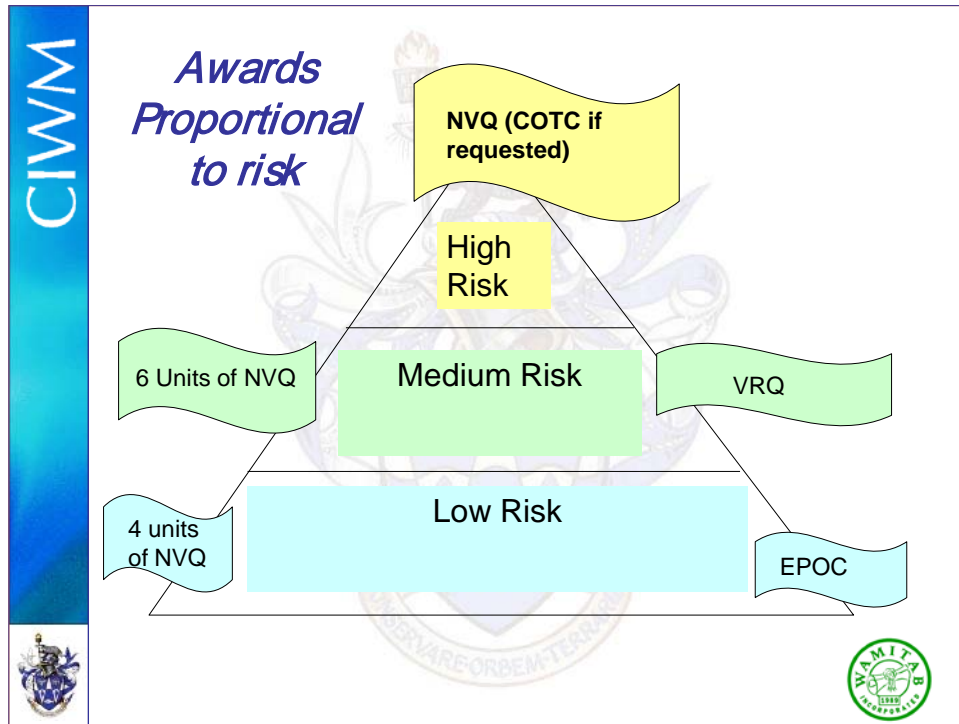 CIWM
Awards
Proportional
to risk
NVQ (COTC if
requested)
High
Risk
6 Units of NVQ
Medium Risk
VRQ
Low Risk
4 units
of NVQ
EPOC
WAMITAB
INCORPORATED